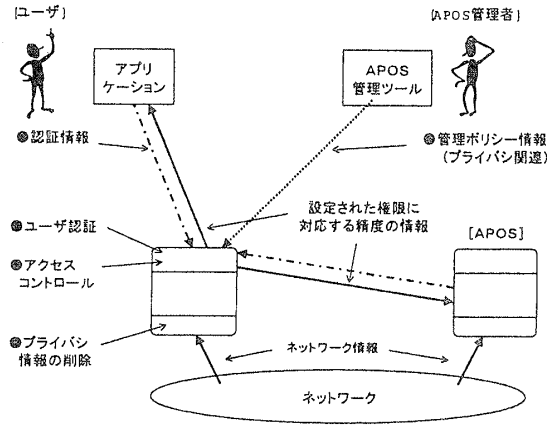 [ユーザ]
[APOS管理者]
アプリ
ケーション
APOS
管理ツール
●認証情報
●管理ポリシー情報
(プライバシ関連)
設定された権限に
対応する精度の情報
●ユーザ認証
●アクセス
コントロール
[APOS]
●プライバシ
情報の削除
ネットワーク情報
ネットワーク